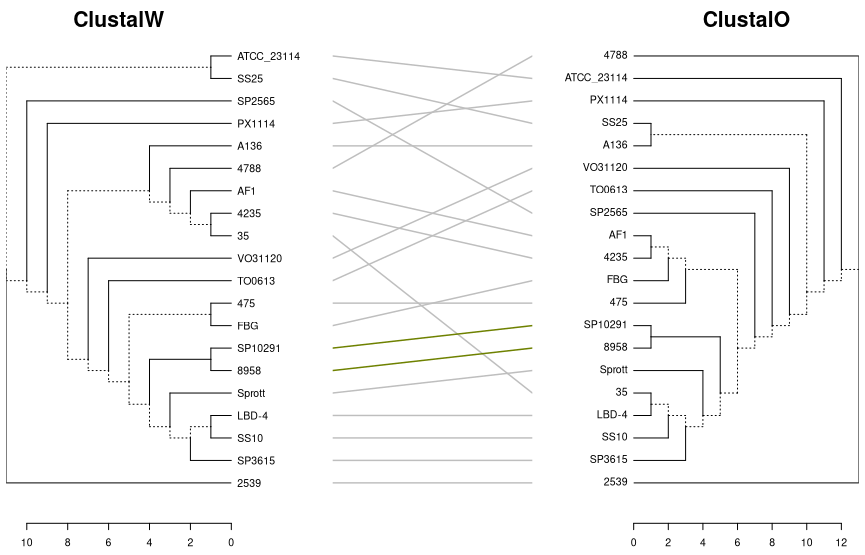 ClustalW
ClustalO
ATCC_23114
SS25
SP2565
PX1114
A136
4788
AF1
4235
35
VO31120
TO0613
475
FBG
SP10291
8958
Sprott
LBD-4
SS10
SP3615
2539
10 8 6 4 2 0
4788
ATCC_23114
PX1114
SS25
A136
VO31120
TO0613
SP2565
AF1
4235
FBG
475
SP10291
8958
Sprott
35
LBD-4
SS10
SP3615
2539
0 2 4 6 8 10 12